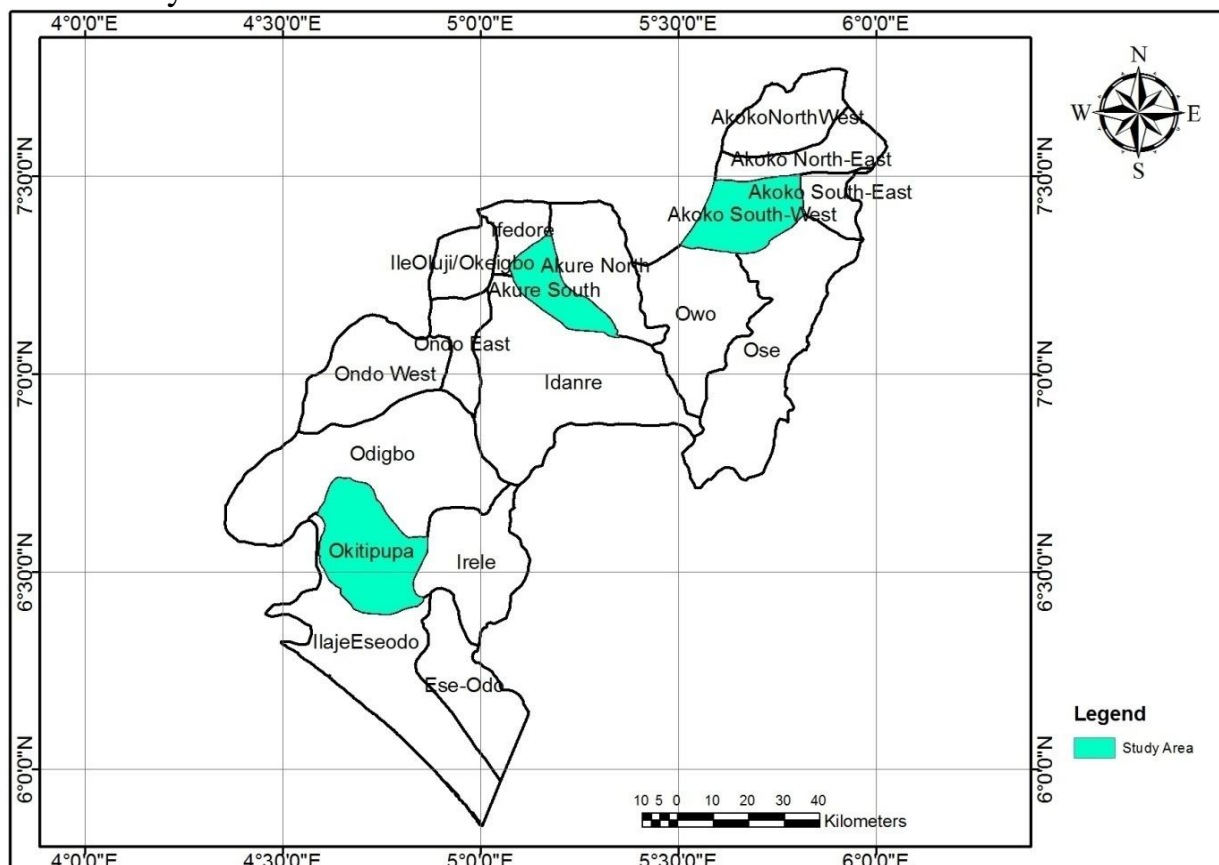 4°0'0"E 4°30'0"E 5°0'0"E 5°30'0"E 6°0'0"E
N
W E
S
AkokoNorthWest
Akoko North-East
7°30'0"N 7°30'0"N
Akoko South-East
Akoko South-West
Ifedore
IleOluji/Okeigbo Akure North
Akure South
Owo
Ondo East Ose
Ondo West Idanre
7°0'0"N 7°0'0"N
Odigbo
Okitipupa Irele
6°30'0"N 6°30'0"N
IlajeEseodo
Ese-Odo
Legend
Study Area
6°0'0"N 6°0'0"N
10 5 0 10 20 30 40
Kilometers
4°0'0"E 4°30'0"E 5°0'0"E 5°30'0"E 6°0'0"E